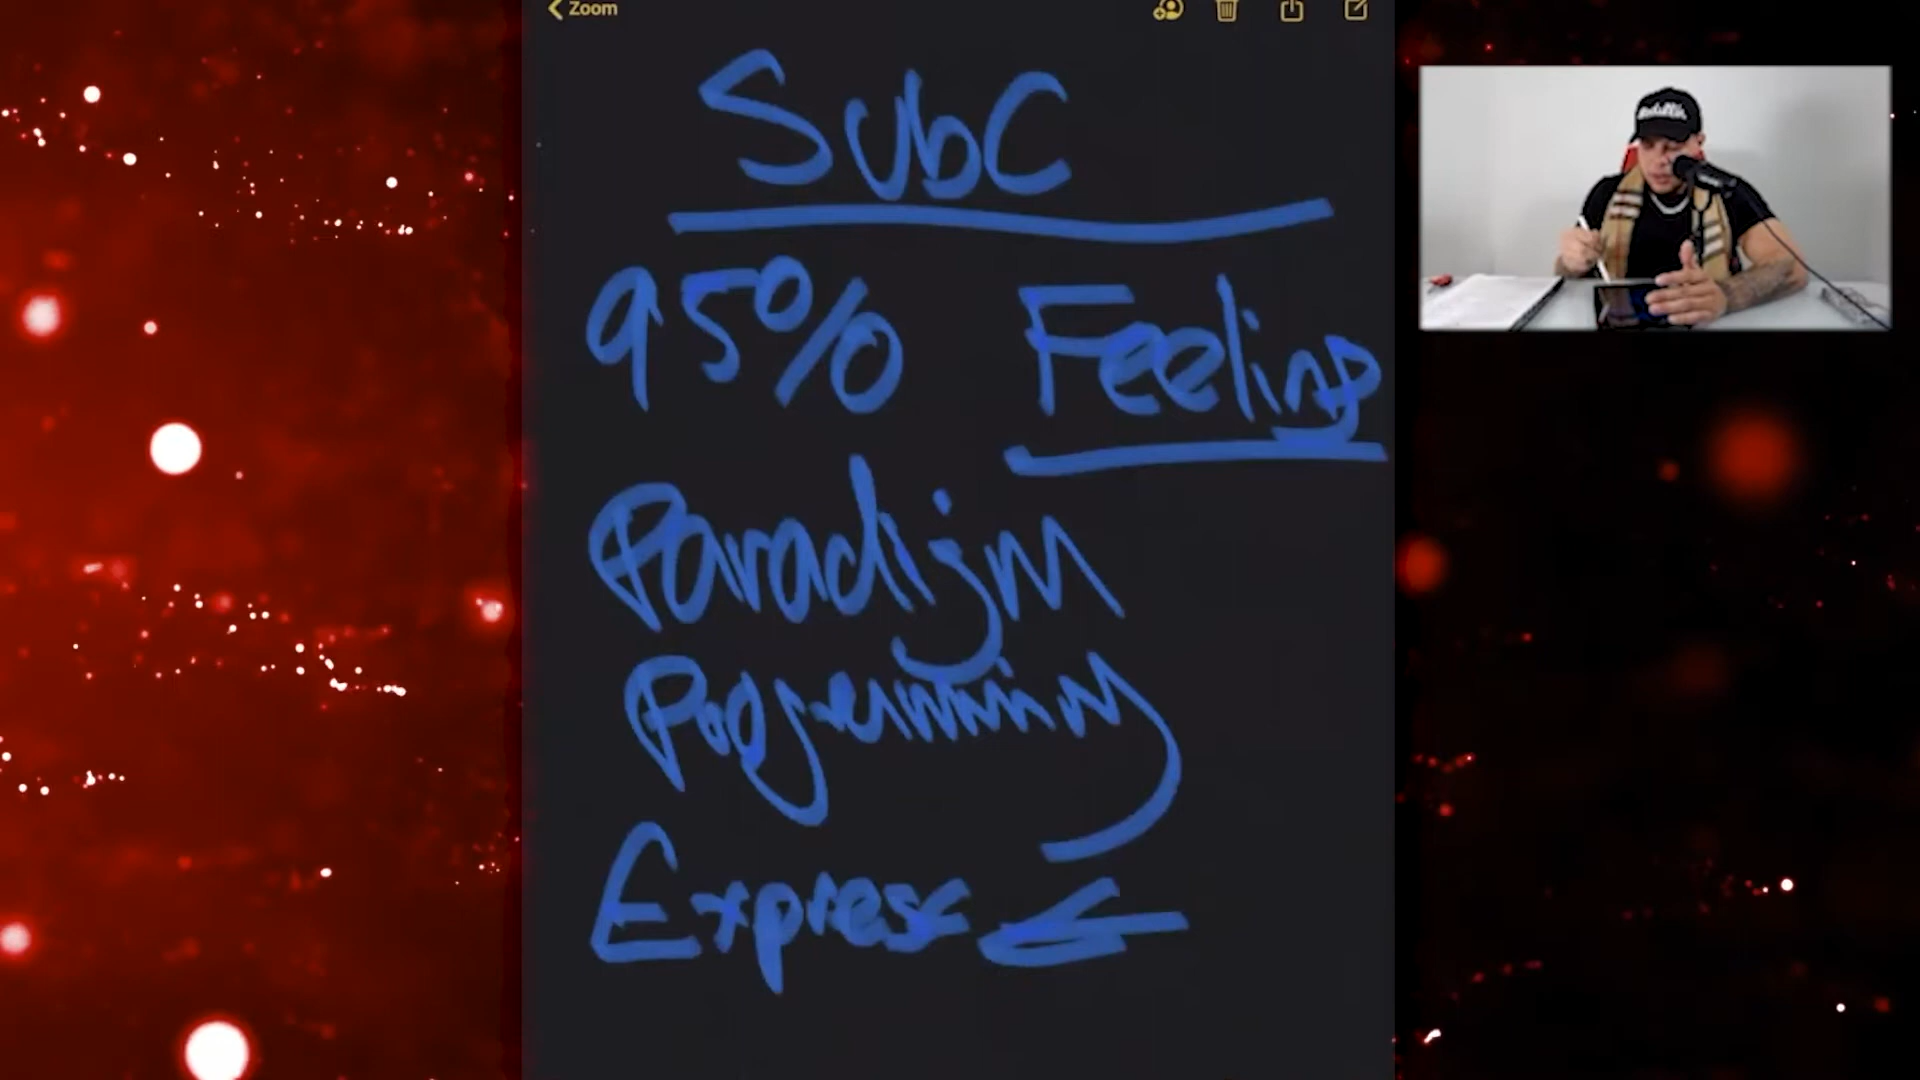 Zoom
SubC
95% Feeling
Paradigm
Programming
Express